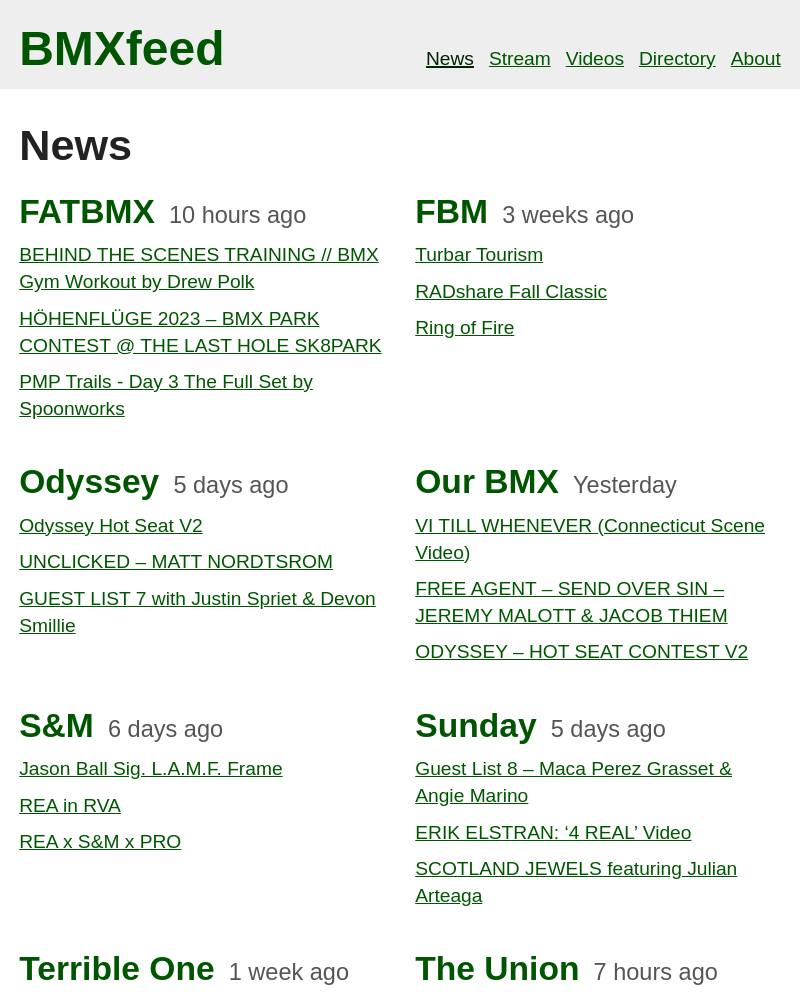 BMXfeed
News Stream Videos Directory About
News
FATBMX 10 hours ago
BEHIND THE SCENES TRAINING // BMX
Gym Workout by Drew Polk
HÖHENFLÜGE 2023 – BMX PARK
CONTEST @ THE LAST HOLE SK8PARK
PMP Trails - Day 3 The Full Set by
Spoonworks
FBM 3 weeks ago
Turbar Tourism
RADshare Fall Classic
Ring of Fire
Odyssey 5 days ago
Odyssey Hot Seat V2
UNCLICKED – MATT NORDTSROM
GUEST LIST 7 with Justin Spriet & Devon
Smillie
Our BMX Yesterday
VI TILL WHENEVER (Connecticut Scene
Video)
FREE AGENT – SEND OVER SIN –
JEREMY MALOTT & JACOB THIEM
ODYSSEY – HOT SEAT CONTEST V2
S&M 6 days ago
Jason Ball Sig. L.A.M.F. Frame
REA in RVA
REA x S&M x PRO
Sunday 5 days ago
Guest List 8 – Maca Perez Grasset &
Angie Marino
ERIK ELSTRAN: ‘4 REAL’ Video
SCOTLAND JEWELS featuring Julian
Arteaga
Terrible One 1 week ago
The Union 7 hours ago